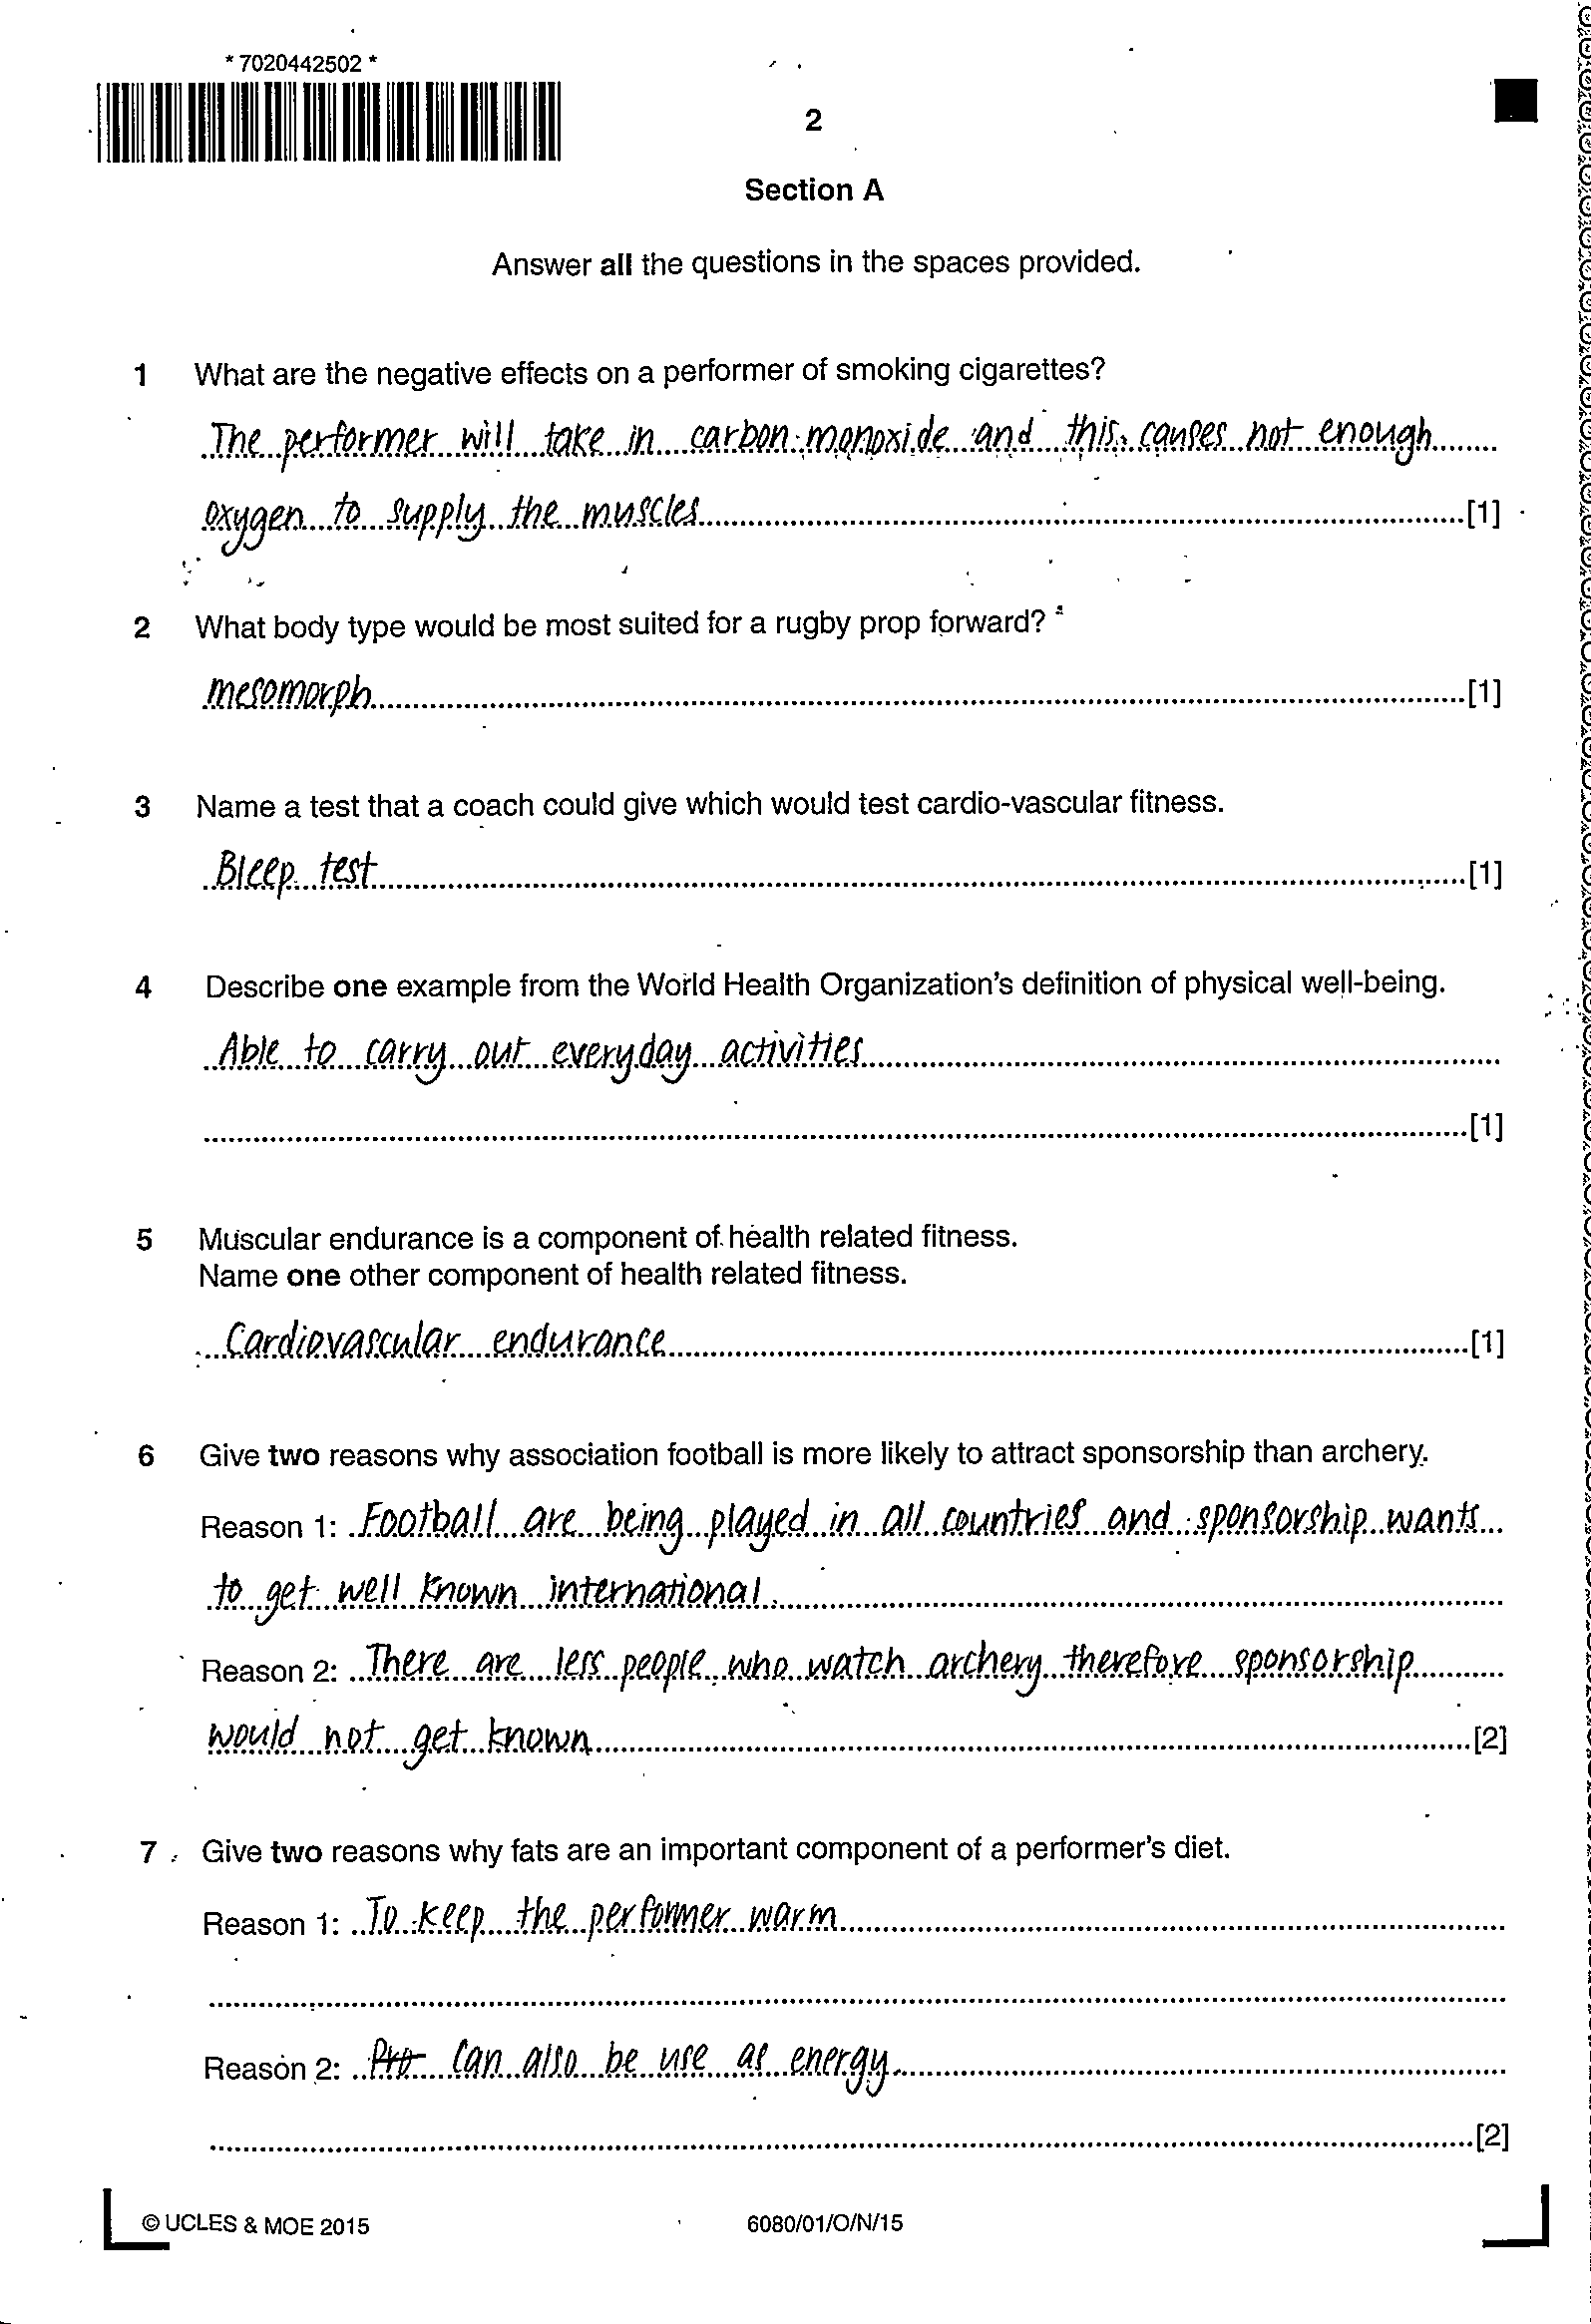 * 7020442502 *
2
Section A
Answer all the questions in the spaces provided.
1 What are the negative effects on a performer of smoking cigarettes?
The performer will take in carbon monoxide and this causes not enough
oxygen to supply the muscles [1]
2 What body type would be most suited for a rugby prop forward?
mesomorph [1]
3 Name a test that a coach could give which would test cardio-vascular fitness.
Bleep test [1]
4 Describe one example from the World Health Organization's definition of physical well-being.
Able to carry out everyday activities
[1]
5 Muscular endurance is a component of health related fitness.
Name one other component of health related fitness.
Cardiovascular endurance [1]
6 Give two reasons why association football is more likely to attract sponsorship than archery.
Reason 1: Football are being played in all countries and sponsorship wants
to get well known international.
Reason 2: There are less people who watch archery therefore sponsorship
would not get known [2]
7 Give two reasons why fats are an important component of a performer's diet.
Reason 1: To keep the performer warm
Reason 2: Pro Can also be use as energy.
[2]
© UCLES & MOE 2015
6080/01/O/N/15